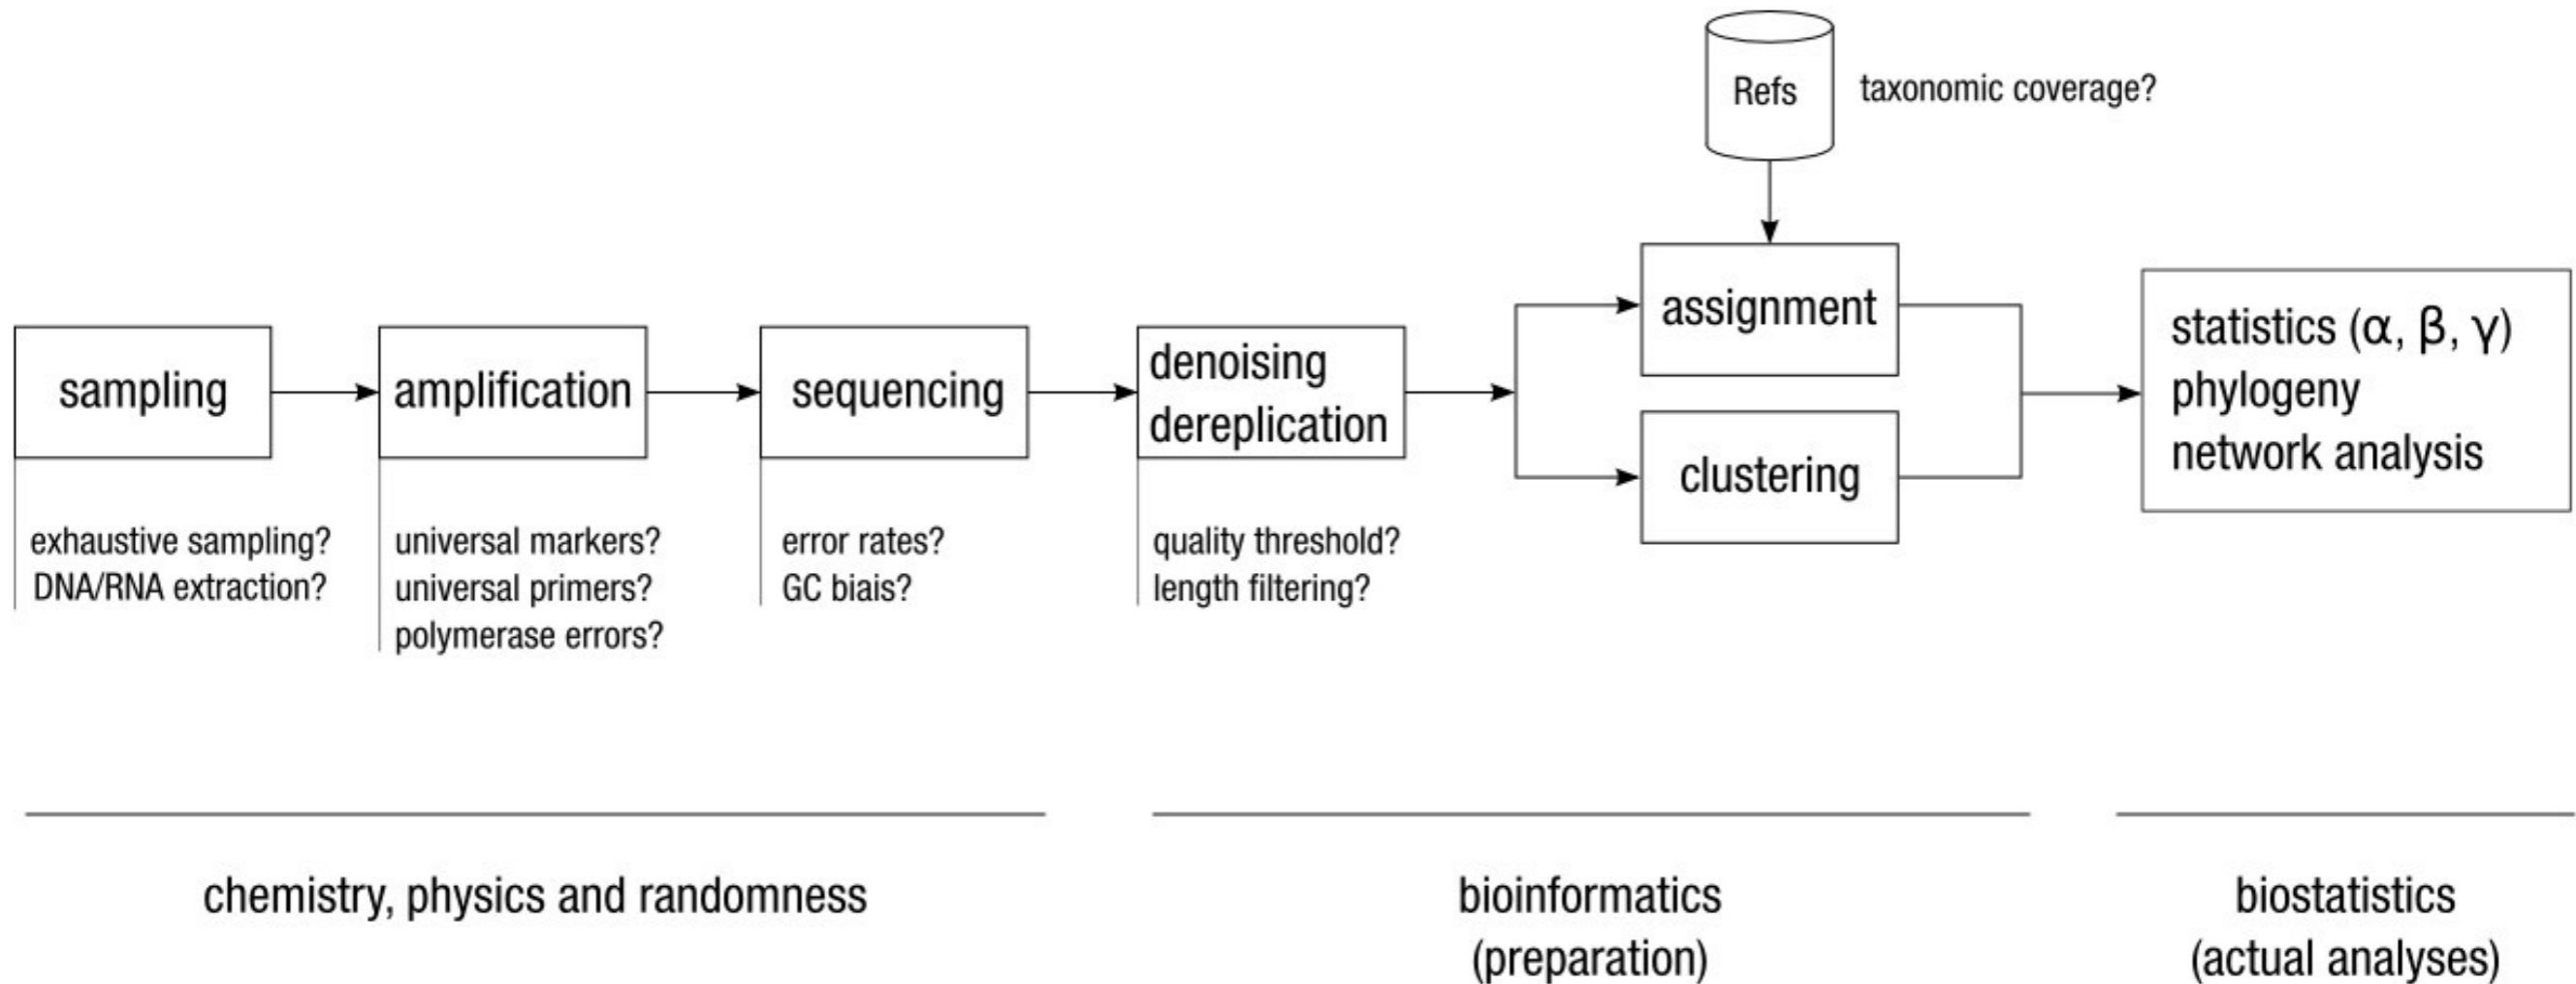 Refs
taxonomic coverage?
sampling
amplification
sequencing
denoising
dereplication
assignment
clustering
statistics (α, β, γ)
phylogeny
network analysis
exhaustive sampling?
DNA/RNA extraction?
universal markers?
universal primers?
polymerase errors?
error rates?
GC biais?
quality threshold?
length filtering?
chemistry, physics and randomness
bioinformatics
(preparation)
biostatistics
(actual analyses)